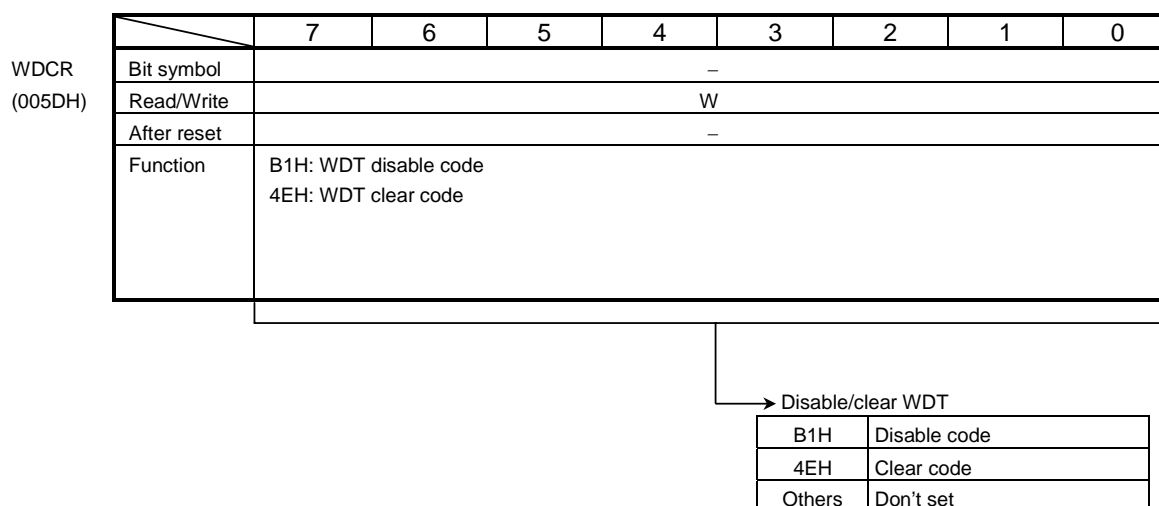 7 6 5 4 3 2 1 0
WDCR Bit symbol –
(005DH) Read/Write W
After reset –
Function B1H: WDT disable code
4EH: WDT clear code
Disable/clear WDT
B1H Disable code
4EH Clear code
Others Don't set